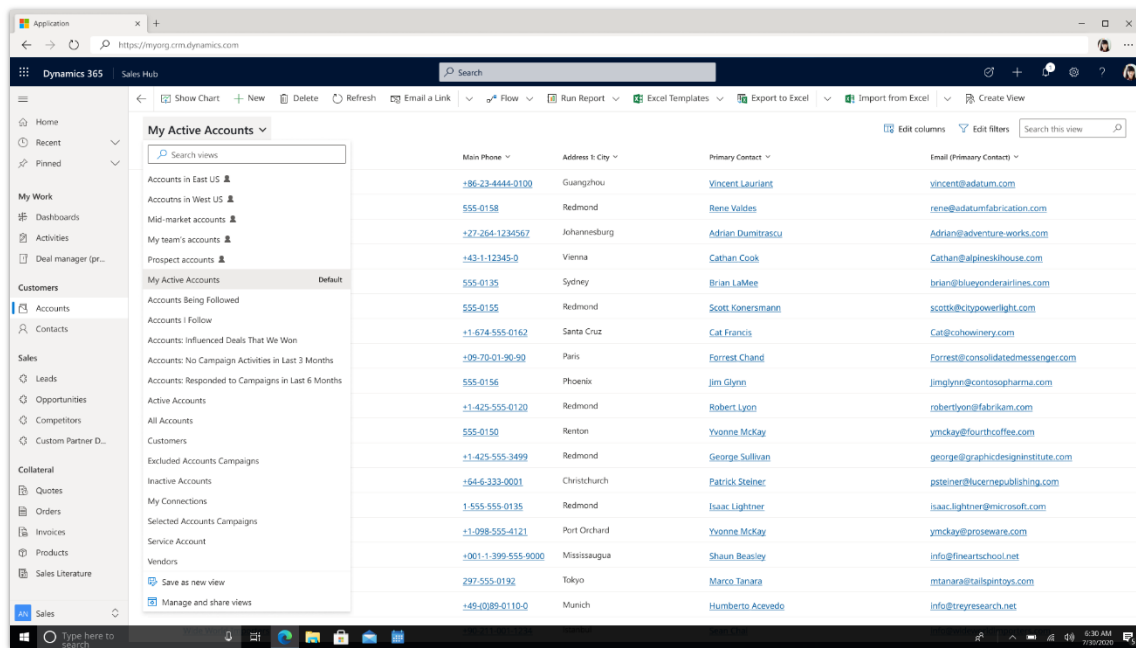 Application
https://myorg.crm.dynamics.com
Dynamics 365 Sales Hub Search
Show Chart New Delete Refresh Email a Link Flow Run Report Excel Templates Export to Excel Import from Excel Create View
Home
Recent
Pinned
My Work
Dashboards
Activities
Deal manager (pr...
Customers
Accounts
Contacts
Sales
Leads
Opportunities
Competitors
Custom Partner D...
Collateral
Quotes
Orders
Invoices
Products
Sales Literature
AN Sales
My Active Accounts
Edit columns Edit filters Search this view
Search views
Accounts in East US
Accoutns in West US
Mid-market accounts
My team's accounts
Prospect accounts
My Active Accounts Default
Accounts Being Followed
Accounts I Follow
Accounts: Influenced Deals That We Won
Accounts: No Campaign Activities in Last 3 Months
Accounts: Responded to Campaigns in Last 6 Months
Active Accounts
All Accounts
Customers
Excluded Accounts Campaigns
Inactive Accounts
My Connections
Selected Accounts Campaigns
Service Account
Vendors
Save as new view
Manage and share views
Main Phone Address 1: City Primary Contact Email (Primaary Contact)
+86-23-4444-0100 Guangzhou Vincent Lauriant vincent@adatum.com
555-0158 Redmond Rene Valdes rene@adatumfabrication.com
+27-264-1234567 Johannesburg Adrian Dumitrascu Adrian@adventure-works.com
+43-1-12345-0 Vienna Cathan Cook Cathan@alpineskihouse.com
555-0135 Sydney Brian LaMee brian@blueyonderairlines.com
555-0155 Redmond Scott Konersmann scottk@citypowerlight.com
+1-674-555-0162 Santa Cruz Cat Francis Cat@cohowinery.com
+09-70-01-90-90 Paris Forrest Chand Forrest@consolidatedmessenger.com
555-0156 Phoenix Jim Glynn Jimglynn@contosopharma.com
+1-425-555-0120 Redmond Robert Lyon robertlyon@fabrikam.com
555-0150 Renton Yvonne McKay ymckay@fourthcoffee.com
+1-425-555-3499 Redmond George Sullivan george@graphicdesigninstitute.com
+64-6-333-0001 Christchurch Patrick Steiner psteiner@lucernepublishing.com
1-555-555-0135 Redmond Isaac Lightner isaac.lightner@microsoft.com
+1-098-555-4121 Port Orchard Yvonne McKay ymckay@proseware.com
+001-1-399-555-9000 Mississaugua Shaun Beasley info@fineartschool.net
297-555-0192 Tokyo Marco Tanara mtanara@tailspintoys.com
+49-(0)89-0110-0 Munich Humberto Acevedo info@treyresearch.net
Type here to search
6:30 AM
7/30/2020